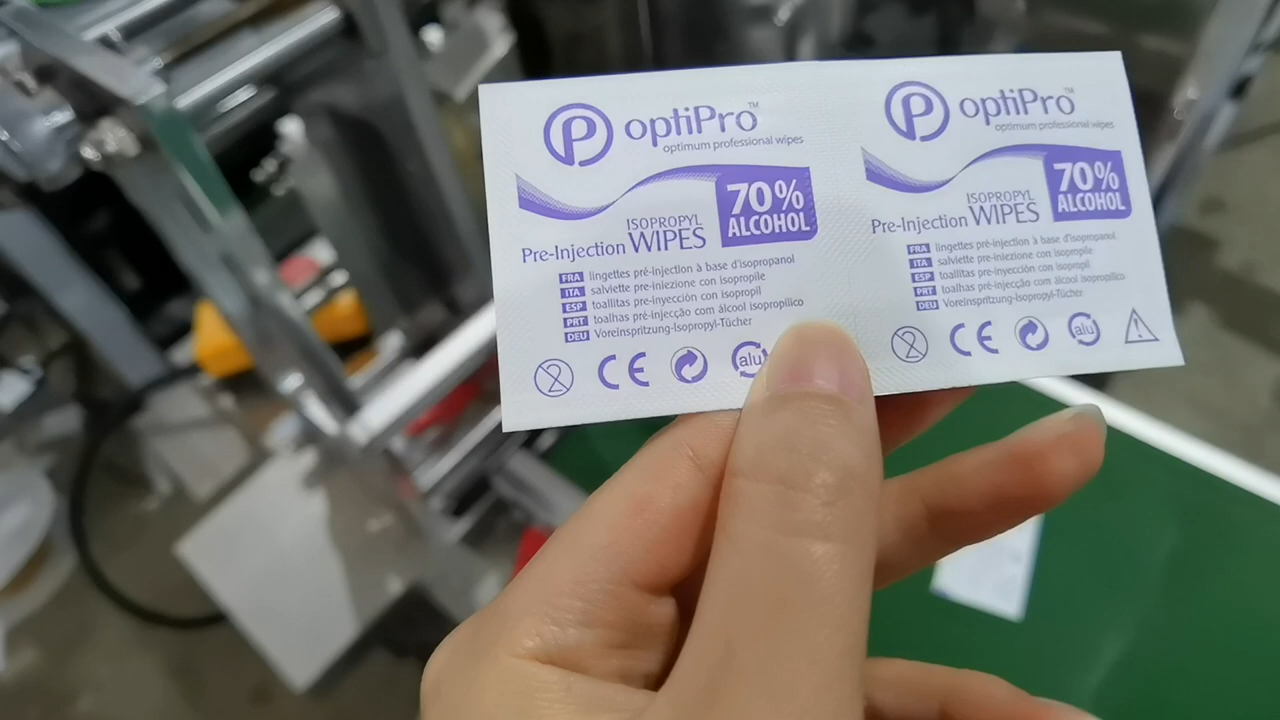 P optiPro™
optimum professional wipes
70%
ALCOHOL
ISOPROPYL
Pre-Injection WIPES
FRA lingettes pré-injection à base d'isopropanol
ITA salviette pre-iniezione con isopropile
ESP toallitas pre-inyección con isopropil
PRT toalhas pré-injecção com álcool isopropílico
DEU Voreinspritzung-Isopropyl-Tücher
2 CE alu
P optiPro™
optimum professional wipes
70%
ALCOHOL
ISOPROPYL
Pre-Injection WIPES
FRA lingettes pré-injection à base d'isopropanol
ITA salviette pre-iniezione con isopropile
ESP toallitas pre-inyección con isopropil
PRT toalhas pré-injecção com álcool isopropílico
DEU Voreinspritzung-Isopropyl-Tücher
2 CE alu